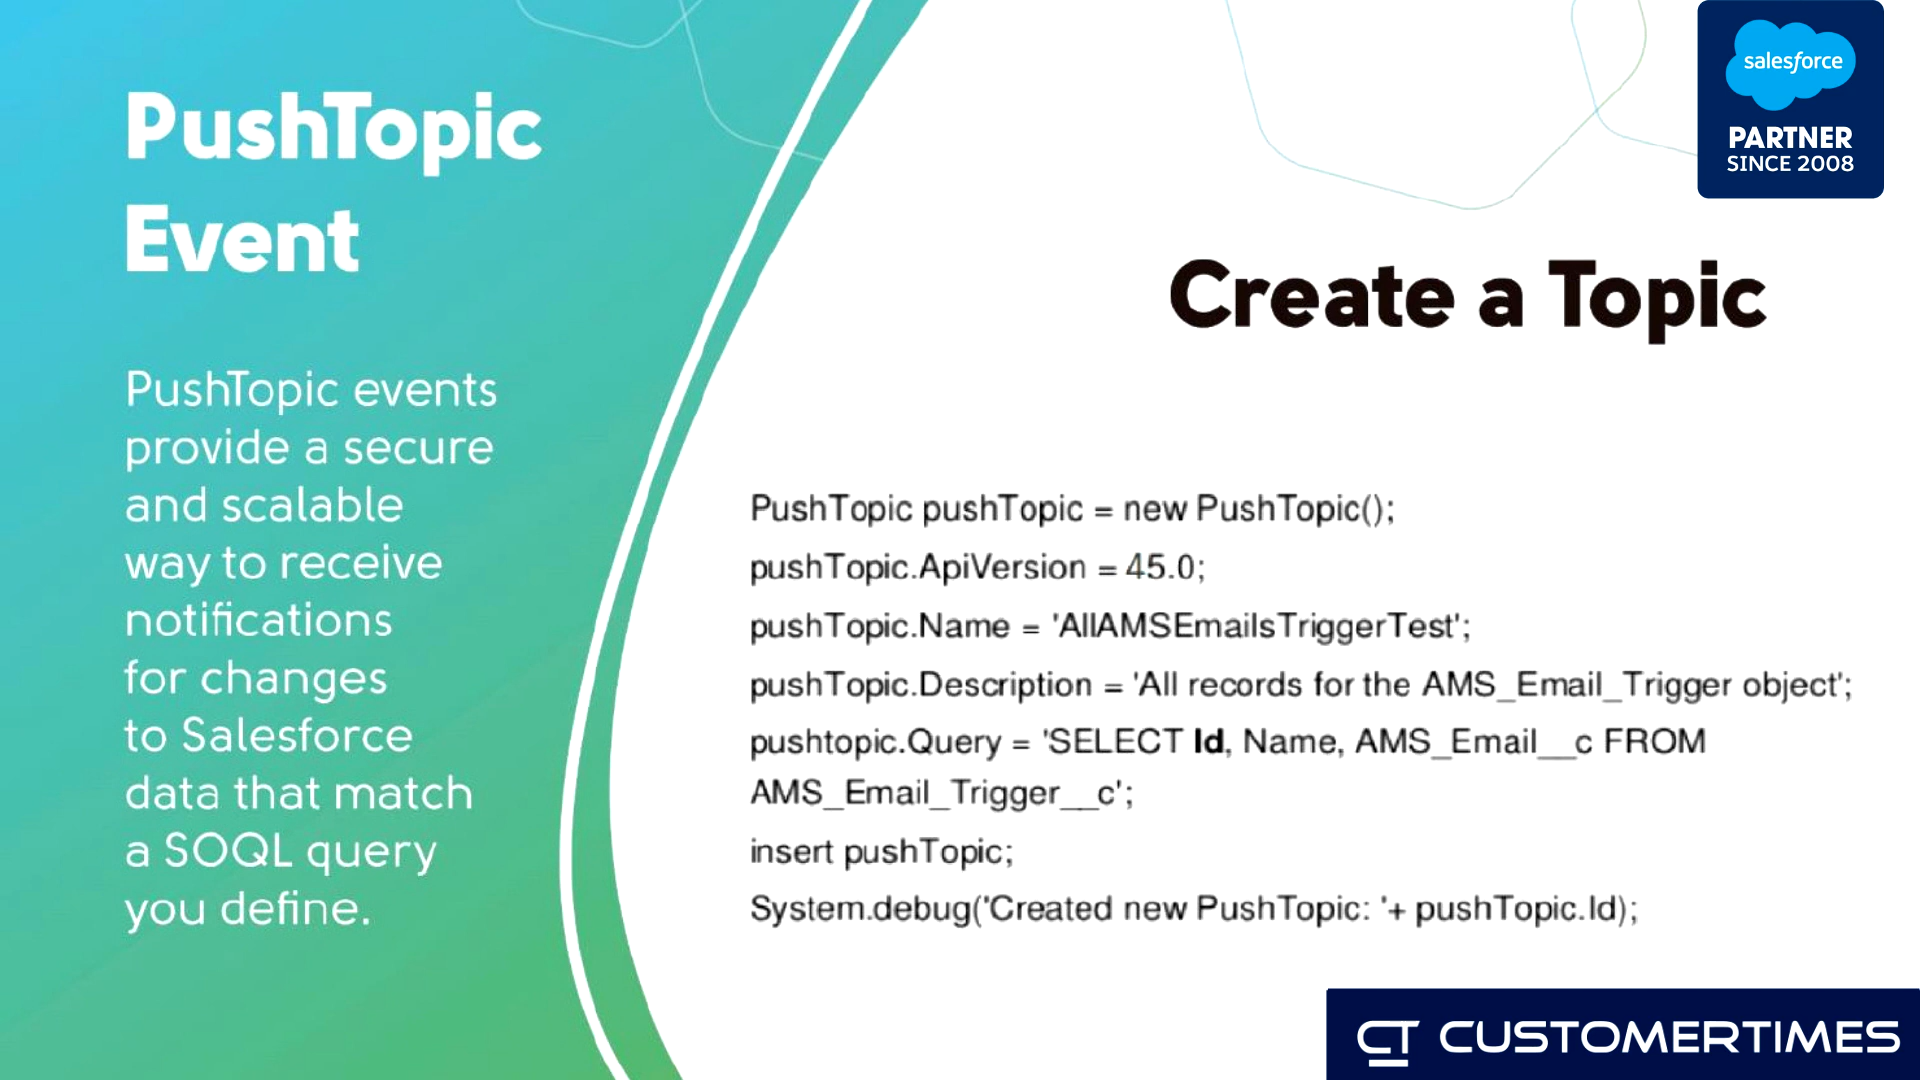 PushTopic
Event
PushTopic events
provide a secure
and scalable
way to receive
notifications
for changes
to Salesforce
data that match
a SOQL query
you define.
salesforce
PARTNER
SINCE 2008
Create a Topic
PushTopic pushTopic = new PushTopic();
pushTopic.ApiVersion = 45.0;
pushTopic.Name = 'AllAMSEmailsTriggerTest';
pushTopic.Description = 'All records for the AMS_Email_Trigger object';
pushtopic.Query = 'SELECT Id, Name, AMS_Email__c FROM
AMS_Email_Trigger__c';
insert pushTopic;
System.debug('Created new PushTopic: '+ pushTopic.Id);
CT CUSTOMERTIMES